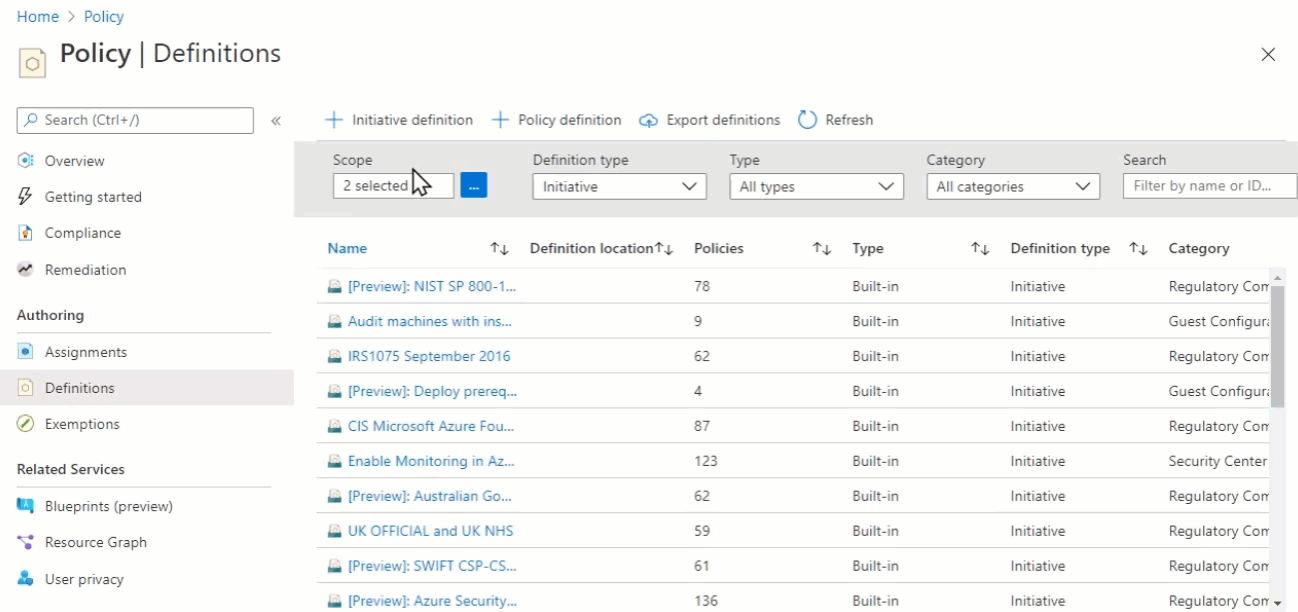 Home > Policy
Policy | Definitions
Search (Ctrl+/)
«
Overview
Getting started
Compliance
Remediation
Authoring
Assignments
Definitions
Exemptions
Related Services
Blueprints (preview)
Resource Graph
User privacy
+ Initiative definition + Policy definition Export definitions Refresh
Scope Definition type Type Category Search
2 selected ... Initiative All types All categories Filter by name or ID...
Name Definition location Policies Type Definition type Category
[Preview]: NIST SP 800-1... 78 Built-in Initiative Regulatory Com
Audit machines with ins... 9 Built-in Initiative Guest Configura
IRS1075 September 2016 62 Built-in Initiative Regulatory Com
[Preview]: Deploy prereq... 4 Built-in Initiative Guest Configura
CIS Microsoft Azure Fou... 87 Built-in Initiative Regulatory Com
Enable Monitoring in Az... 123 Built-in Initiative Security Center
[Preview]: Australian Go... 62 Built-in Initiative Regulatory Com
UK OFFICIAL and UK NHS 59 Built-in Initiative Regulatory Com
[Preview]: SWIFT CSP-CS... 61 Built-in Initiative Regulatory Com
[Preview]: Azure Security... 136 Built-in Initiative Regulatory Com